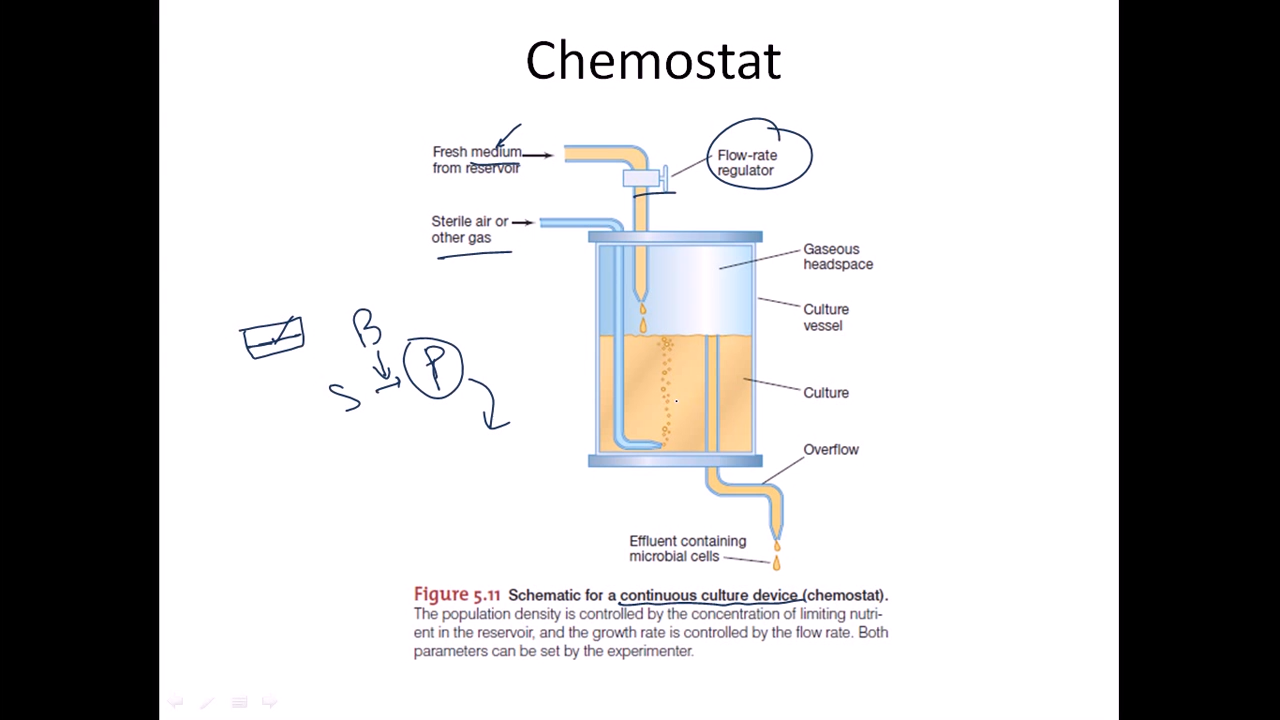 Chemostat
Fresh medium
from reservoir
Flow-rate
regulator
Sterile air or
other gas
Gaseous
headspace
Culture
vessel
B
P
S
Culture
Overflow
Effluent containing
microbial cells
Figure 5.11 Schematic for a continuous culture device (chemostat).
The population density is controlled by the concentration of limiting nutri-
ent in the reservoir, and the growth rate is controlled by the flow rate. Both
parameters can be set by the experimenter.